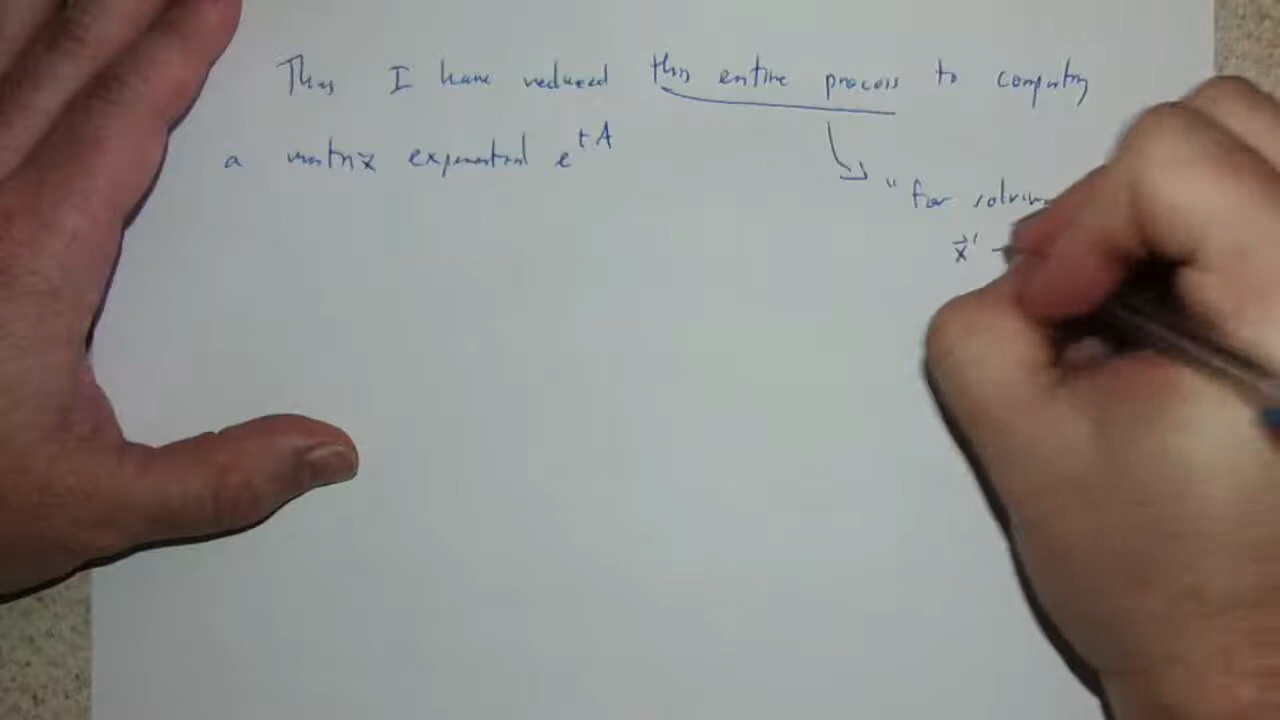 Thus I have reduced this entire process to computing
a matrix exponential e^{tA}
"for solving
x⃗'